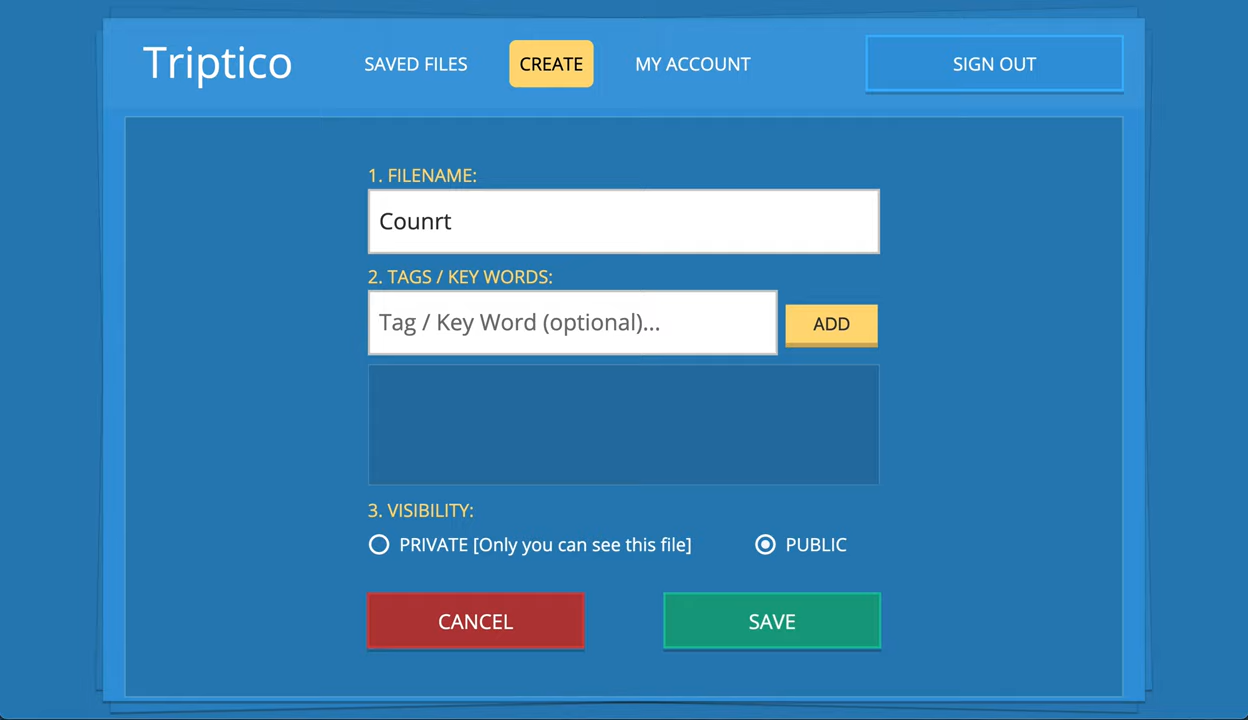 Triptico SAVED FILES CREATE MY ACCOUNT SIGN OUT
1. FILENAME:
Counrt
2. TAGS / KEY WORDS:
Tag / Key Word (optional)... ADD
3. VISIBILITY:
PRIVATE [Only you can see this file] PUBLIC
CANCEL SAVE